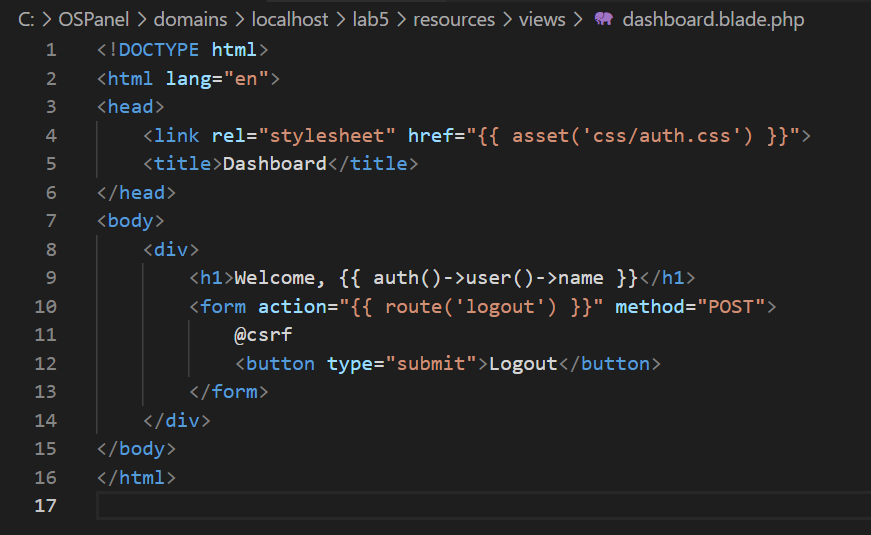 C: > OSPanel > domains > localhost > lab5 > resources > views > dashboard.blade.php
1 <!DOCTYPE html>
2 <html lang="en">
3 <head>
4     <link rel="stylesheet" href="{{ asset('css/auth.css') }}">
5     <title>Dashboard</title>
6 </head>
7 <body>
8     <div>
9         <h1>Welcome, {{ auth()->user()->name }}</h1>
10         <form action="{{ route('logout') }}" method="POST">
11             @csrf
12             <button type="submit">Logout</button>
13         </form>
14     </div>
15 </body>
16 </html>
17